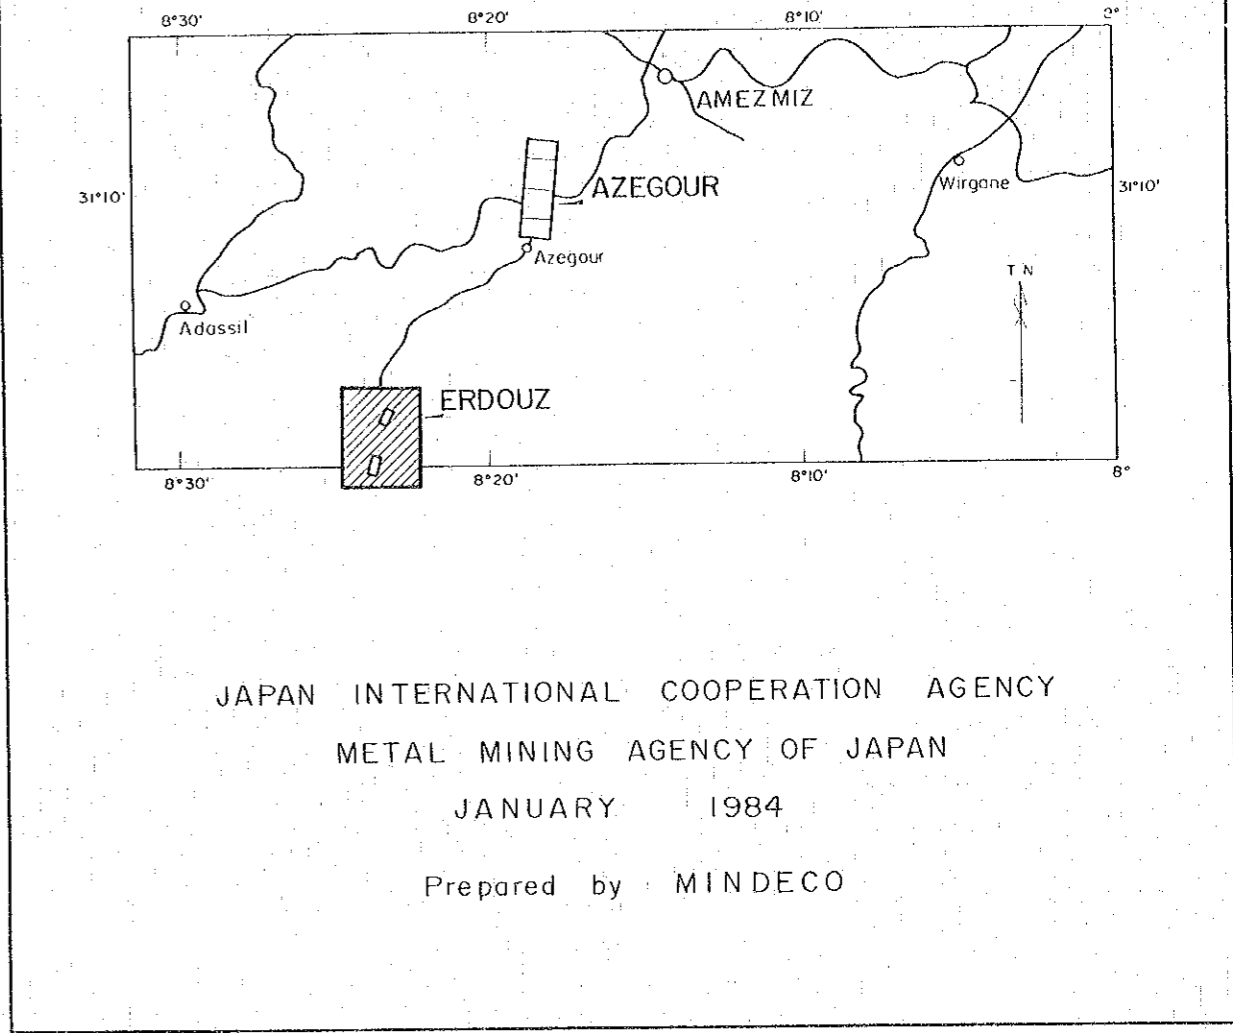 8°30' 8°20' 8°10' 8°
AMEZMIZ
31°10' AZEGOUR Wirgane 31°10'
Azegour
T N
Adassil
ERDOUZ
8°30' 8°20' 8°10' 8°
JAPAN INTERNATIONAL COOPERATION AGENCY
METAL MINING AGENCY OF JAPAN
JANUARY 1984
Prepared by MINDECO